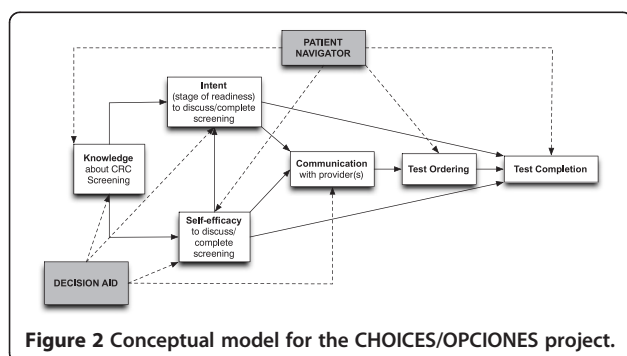 PATIENT
NAVIGATOR
Intent
(stage of readiness)
to discuss/complete
screening
Knowledge
about CRC
Screening
Communication
with provider(s)
Test Ordering
Test Completion
Self-efficacy
to discuss/
complete
screening
DECISION AID
Figure 2 Conceptual model for the CHOICES/OPCIONES project.